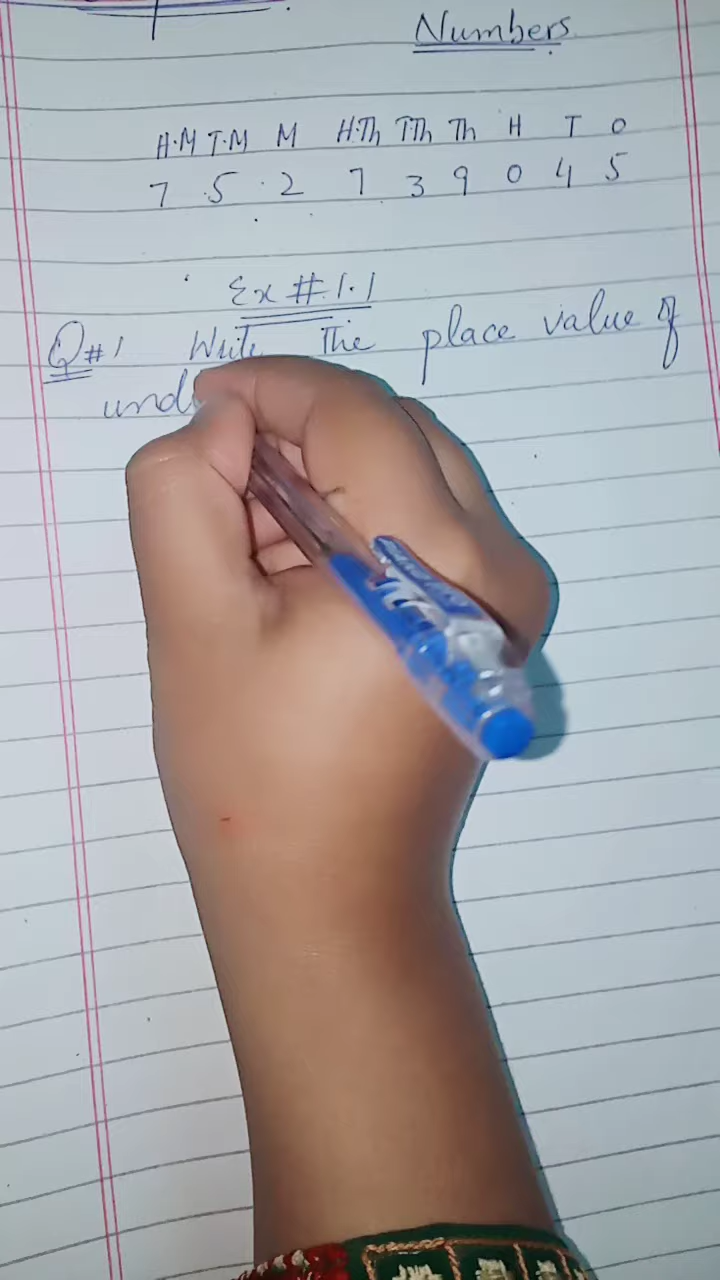 Numbers
H.M T.M M H.Th T.Th Th H T O
7 5 2 7 3 9 0 4 5
Ex #.1.1
Q#1 Write The place value of
und